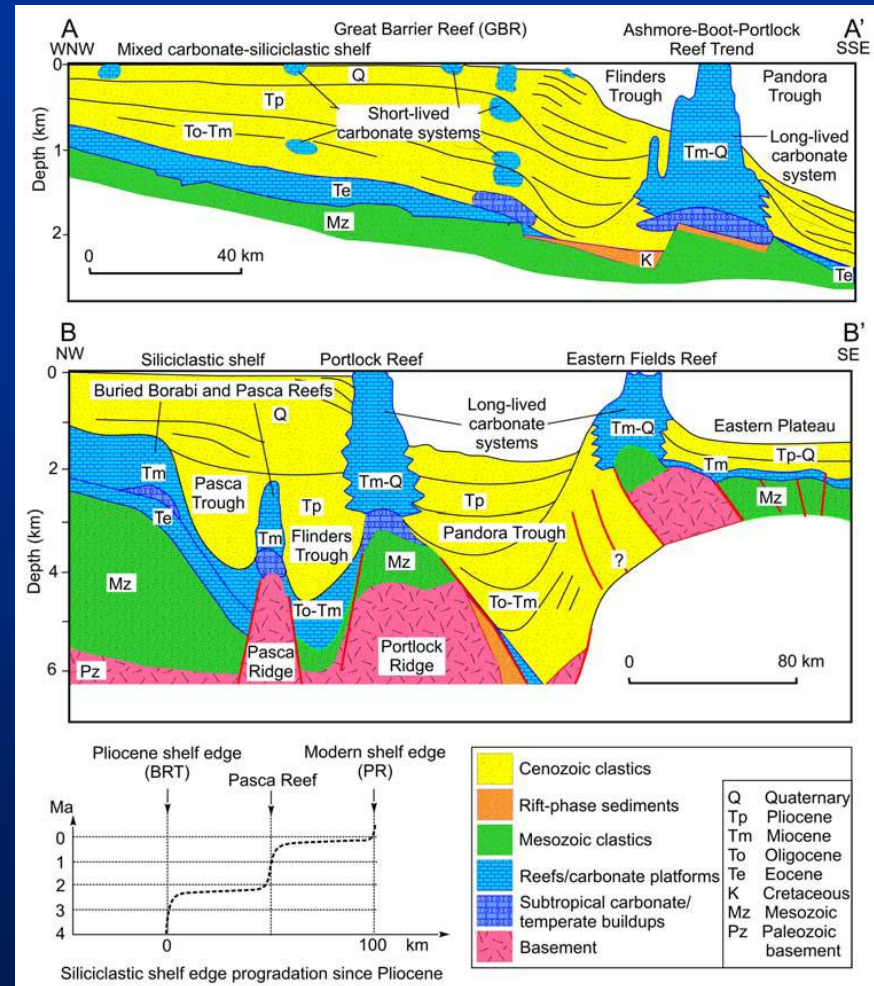 A
WNW
Great Barrier Reef (GBR)
Mixed carbonate-siliciclastic shelf
Ashmore-Boot-Portlock
Reef Trend
A'
SSE
Flinders
Trough
Pandora
Trough
Depth (km)
0
1
2
Q
Tp
To-Tm
Short-lived
carbonate systems
Te
Mz
Tm-Q
Long-lived
carbonate
system
K
Te
0 40 km
B
NW
Siliciclastic shelf
Portlock Reef
Eastern Fields Reef
B'
SE
Depth (km)
0
2
4
6
Buried Borabi and Pasca Reefs
Q
Long-lived
carbonate
systems
Tm-Q
Eastern Plateau
Tp-Q
Tm
Mz
Tm
Te
Pasca
Trough
Tm
Tp
Flinders
Trough
Tm-Q
Tp
Pandora Trough
Mz
Mz
To-Tm
To-Tm
?
Pz
Pasca
Ridge
Portlock
Ridge
0 80 km
Pliocene shelf edge
(BRT)
Pasca Reef
Modern shelf edge
(PR)
Ma
0
1
2
3
4
0 100 km
Siliciclastic shelf edge progradation since Pliocene
Cenozoic clastics
Rift-phase sediments
Mesozoic clastics
Reefs/carbonate platforms
Subtropical carbonate/
temperate buildups
Basement
Q Quaternary
Tp Pliocene
Tm Miocene
To Oligocene
Te Eocene
K Cretaceous
Mz Mesozoic
Pz Paleozoic
basement